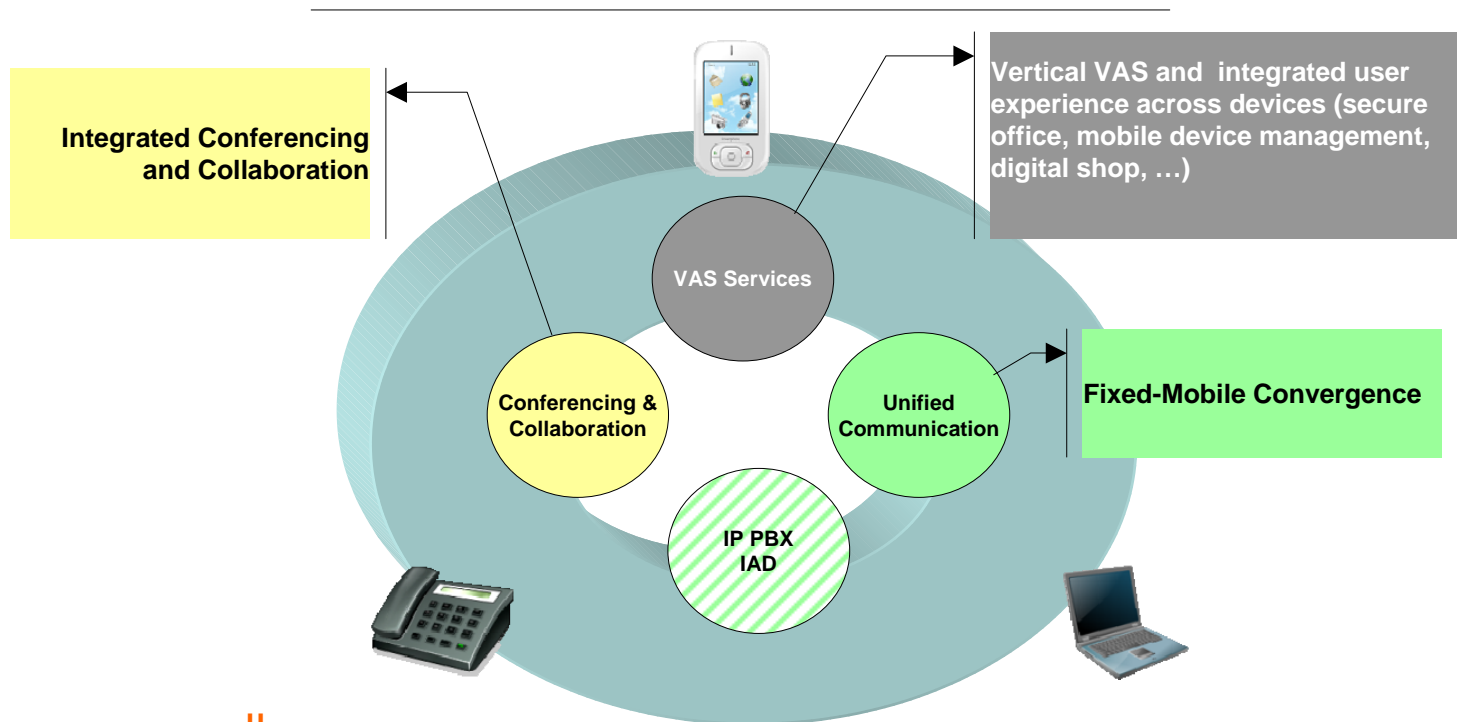 Integrated Conferencing
and Collaboration
Vertical VAS and integrated user
experience across devices (secure
office, mobile device management,
digital shop, …)
VAS Services
Conferencing &
Collaboration
Unified
Communication
Fixed-Mobile Convergence
IP PBX
IAD